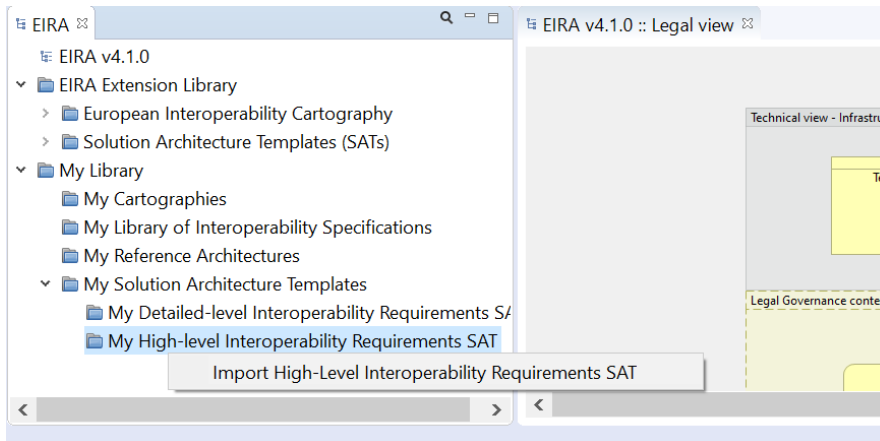 EIRA
EIRA v4.1.0
EIRA Extension Library
European Interoperability Cartography
Solution Architecture Templates (SATs)
My Library
My Cartographies
My Library of Interoperability Specifications
My Reference Architectures
My Solution Architecture Templates
My Detailed-level Interoperability Requirements
My High-level Interoperability Requirements SAT
Import High-Level Interoperability Requirements SAT
EIRA v4.1.0 :: Legal view
Technical view - Infrastru
Legal Governance conte